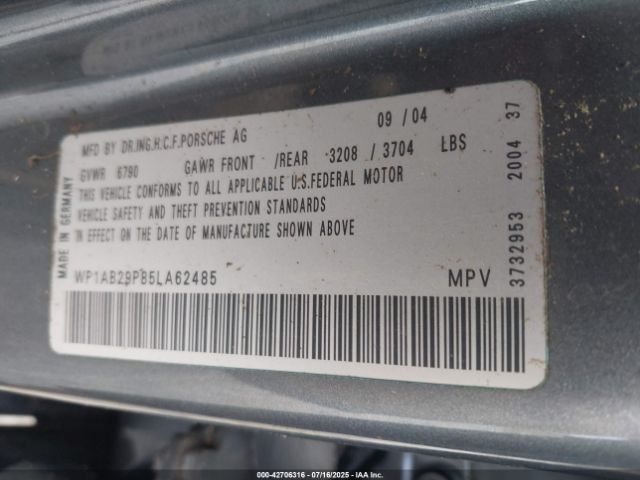 09 / 04
MFD BY DR.ING.H.C.F.PORSCHE AG
GVWR 6790 GAWR FRONT /REAR 3208 / 3704 LBS
THIS VEHICLE CONFORMS TO ALL APPLICABLE U.S.FEDERAL MOTOR
VEHICLE SAFETY AND THEFT PREVENTION STANDARDS
IN EFFECT ON THE DATE OF MANUFACTURE SHOWN ABOVE
WP1AB29P85LA62485 MPV
MADE IN GERMANY
3732953 2004 37
000-42706316 - 07/16/2025 - IAAI.COM